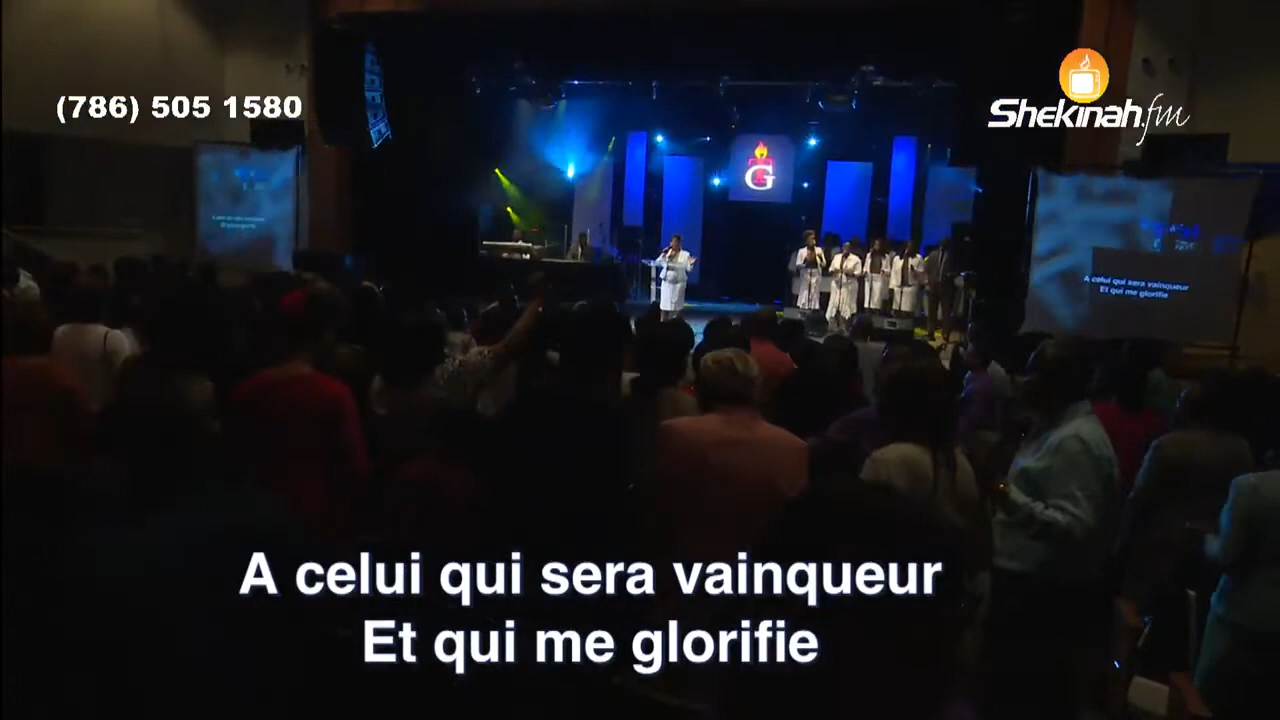 (786) 505 1580
Shekinah.fm
G
A celui qui sera vainqueur
Et qui me glorifie
A celui qui sera vainqueur
Et qui me glorifie